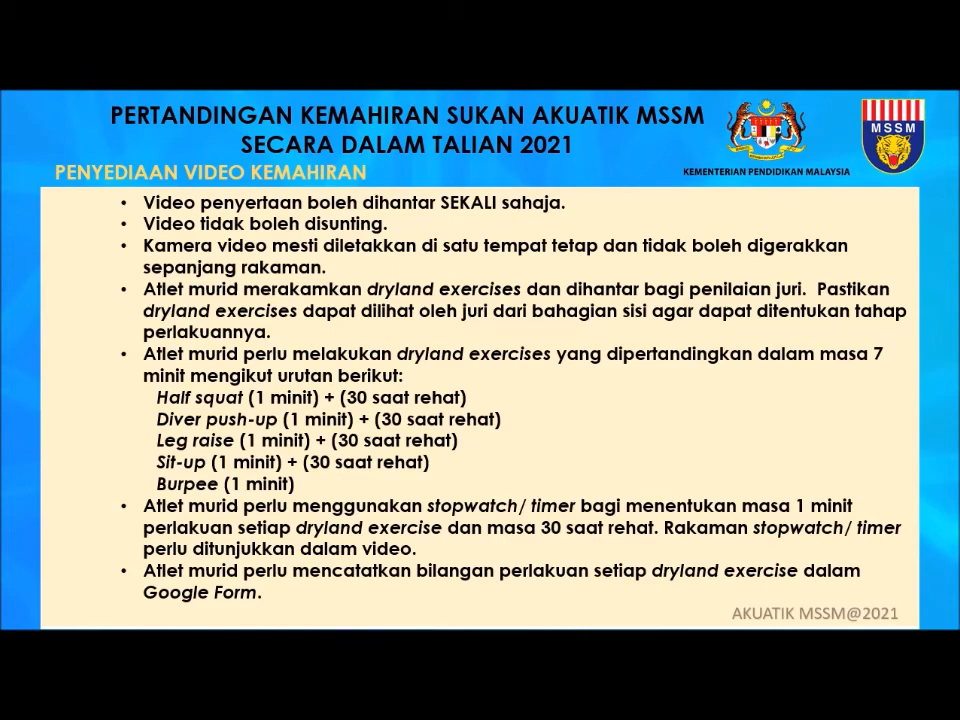 PERTANDINGAN KEMAHIRAN SUKAN AKUATIK MSSM
SECARA DALAM TALIAN 2021
KEMENTERIAN PENDIDIKAN MALAYSIA
MSSM
PENYEDIAAN VIDEO KEMAHIRAN
• Video penyertaan boleh dihantar SEKALI sahaja.
• Video tidak boleh disunting.
• Kamera video mesti diletakkan di satu tempat tetap dan tidak boleh digerakkan
sepanjang rakaman.
• Atlet murid merakamkan dryland exercises dan dihantar bagi penilaian juri. Pastikan
dryland exercises dapat dilihat oleh juri dari bahagian sisi agar dapat ditentukan tahap
perlakuannya.
• Atlet murid perlu melakukan dryland exercises yang dipertandingkan dalam masa 7
minit mengikut urutan berikut:
Half squat (1 minit) + (30 saat rehat)
Diver push-up (1 minit) + (30 saat rehat)
Leg raise (1 minit) + (30 saat rehat)
Sit-up (1 minit) + (30 saat rehat)
Burpee (1 minit)
• Atlet murid perlu menggunakan stopwatch/ timer bagi menentukan masa 1 minit
perlakuan setiap dryland exercise dan masa 30 saat rehat. Rakaman stopwatch/ timer
perlu ditunjukkan dalam video.
• Atlet murid perlu mencatatkan bilangan perlakuan setiap dryland exercise dalam
Google Form.
AKUATIK MSSM@2021